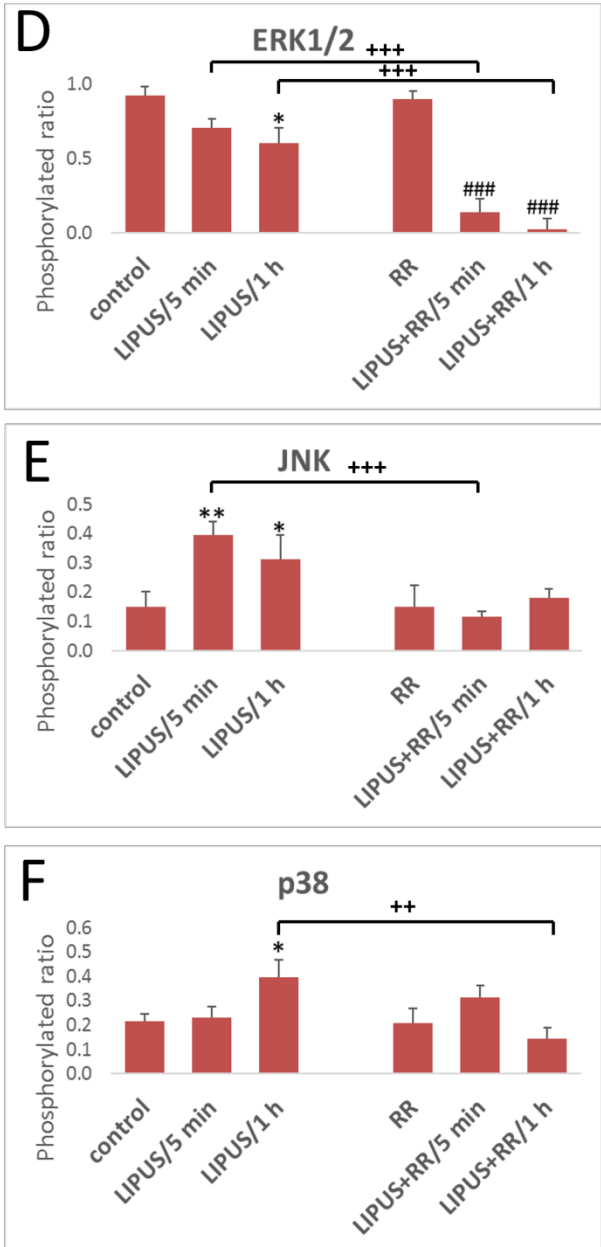 D
ERK1/2
+++
+++
Phosphorylated ratio
1.0
0.5
0.0
*
###
###
control
LIPUS/5 min
LIPUS/1 h
RR
LIPUS+RR/5 min
LIPUS+RR/1 h
E
JNK
+++
Phosphorylated ratio
0.5
0.4
0.3
0.2
0.1
0.0
**
*
control
LIPUS/5 min
LIPUS/1 h
RR
LIPUS+RR/5 min
LIPUS+RR/1 h
F
p38
++
Phosphorylated ratio
0.6
0.5
0.4
0.3
0.2
0.1
0.0
*
control
LIPUS/5 min
LIPUS/1 h
RR
LIPUS+RR/5 min
LIPUS+RR/1 h